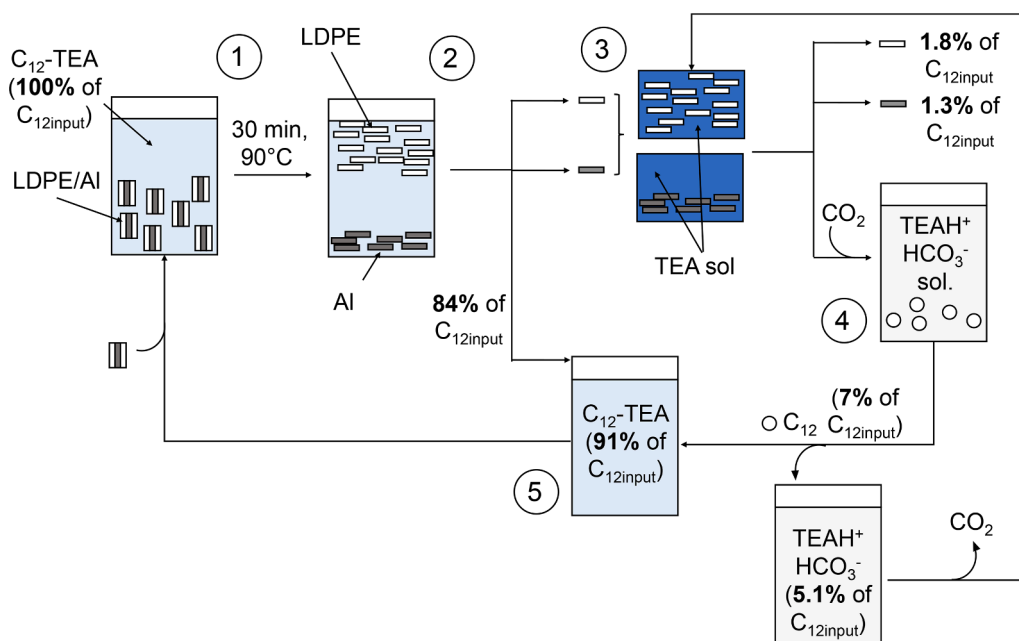 C₁₂-TEA
(100% of
C₁₂ᵢₙₚᵤₜ)
LDPE/Al
1
30 min,
90°C
LDPE
2
Al
84% of
C₁₂ᵢₙₚᵤₜ
3
TEA sol
1.8% of
C₁₂ᵢₙₚᵤₜ
1.3% of
C₁₂ᵢₙₚᵤₜ
CO₂
TEAH⁺
HCO₃⁻
sol.
4
(7% of
C₁₂ C₁₂ᵢₙₚᵤₜ)
C₁₂-TEA
(91% of
C₁₂ᵢₙₚᵤₜ)
5
TEAH⁺
HCO₃⁻
(5.1% of
C₁₂ᵢₙₚᵤₜ)
CO₂